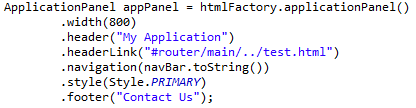 ApplicationPanel appPanel = htmlFactory.applicationPanel()
.width(800)
.header("My Application")
.headerLink("#router/main/../test.html")
.navigation(navBar.toString())
.style(Style.PRIMARY)
.footer("Contact Us");